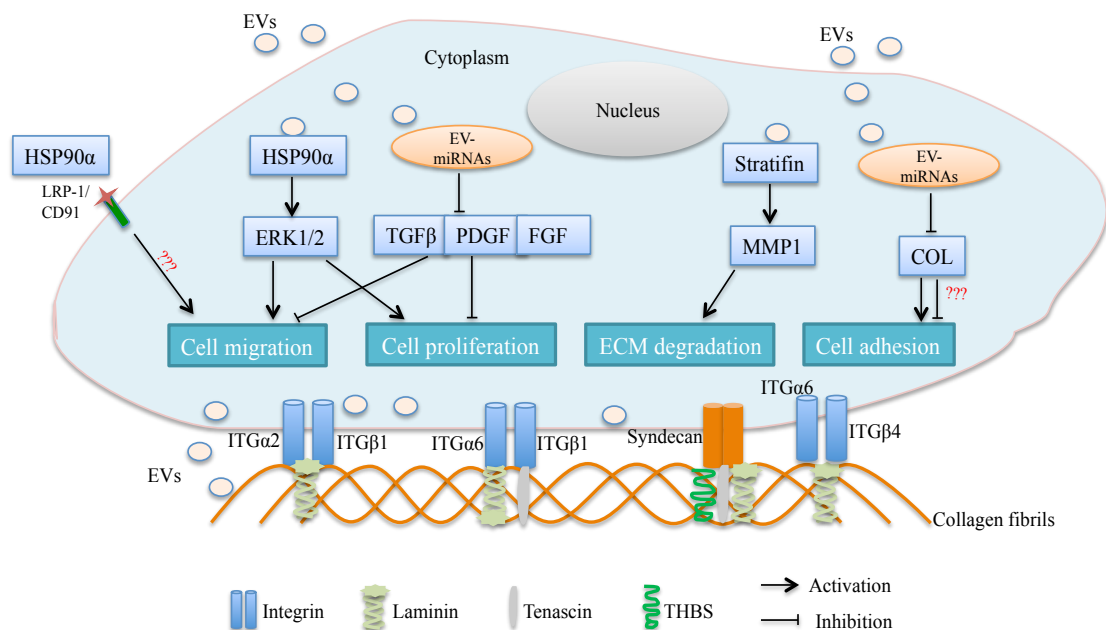 EVs
EVs
Cytoplasm
Nucleus
HSP90α
LRP-1/
CD91
HSP90α
EV-
miRNAs
Stratifin
EV-
miRNAs
ERK1/2
TGFβ
PDGF
FGF
MMP1
COL
???
???
Cell migration
Cell proliferation
ECM degradation
Cell adhesion
ITGα2
ITGβ1
ITGα6
ITGβ1
Syndecan
ITGα6
ITGβ4
EVs
Collagen fibrils
Integrin
Laminin
Tenascin
THBS
Activation
Inhibition